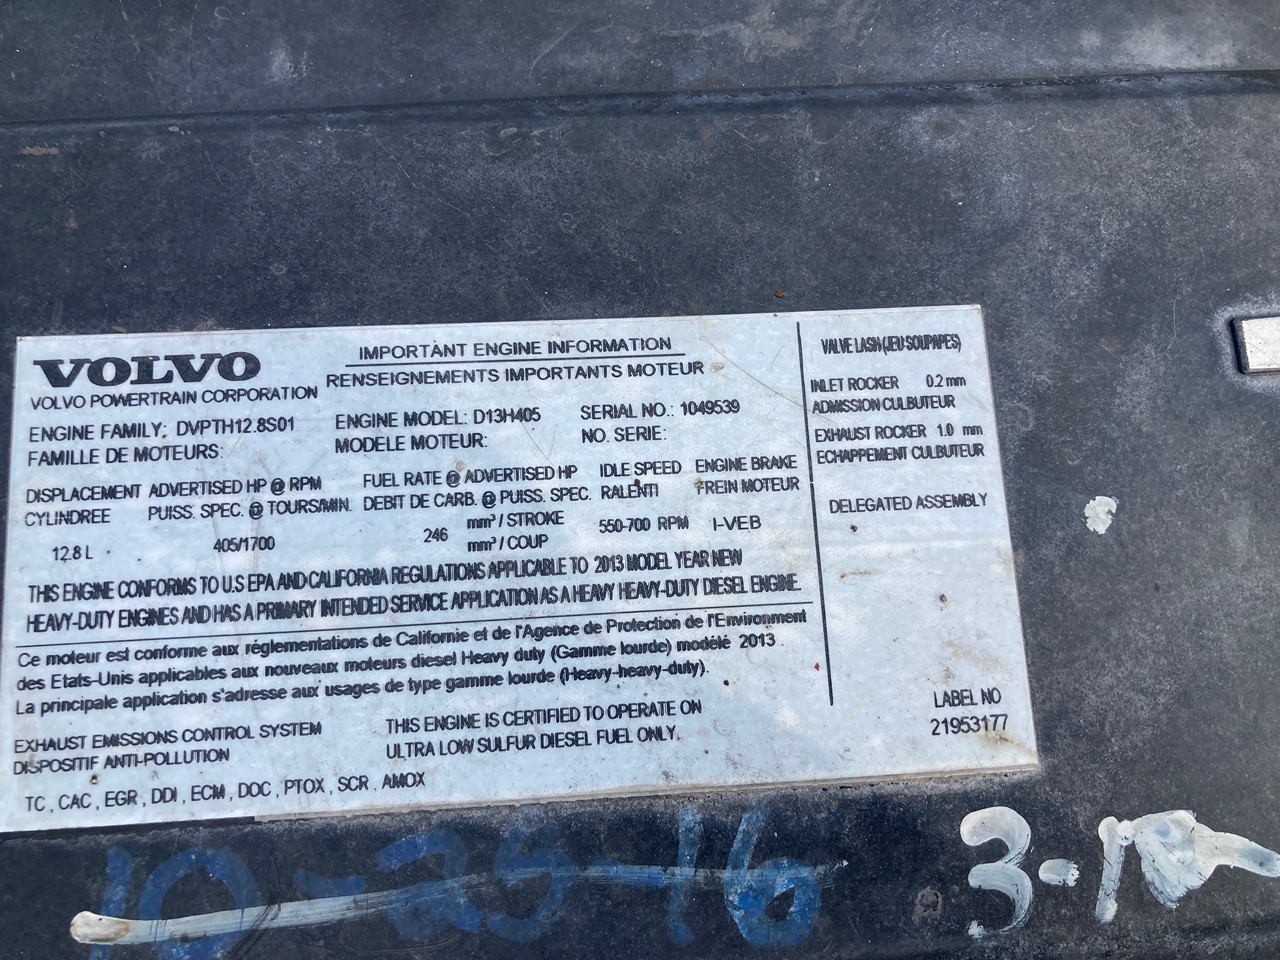 VOLVO
VOLVO POWERTRAIN CORPORATION
IMPORTANT ENGINE INFORMATION
RENSEIGNEMENTS IMPORTANTS MOTEUR
ENGINE FAMILY: DVPTH12.8S01
FAMILLE DE MOTEURS:
ENGINE MODEL: D13H405
MODELE MOTEUR:
SERIAL NO.: 1049539
NO. SERIE:
DISPLACEMENT
CYLINDREE
12.8 L
ADVERTISED HP @ RPM
PUISS. SPEC. @ TOURS/MIN.
405/1700
FUEL RATE @ ADVERTISED HP
DEBIT DE CARB. @ PUISS. SPEC.
246 mm³ / STROKE
mm³ / COUP
IDLE SPEED
RALENTI
550-700 RPM
ENGINE BRAKE
FREIN MOTEUR
I-VEB
THIS ENGINE CONFORMS TO U.S EPA AND CALIFORNIA REGULATIONS APPLICABLE TO 2013 MODEL YEAR NEW
HEAVY-DUTY ENGINES AND HAS A PRIMARY INTENDED SERVICE APPLICATION AS A HEAVY HEAVY-DUTY DIESEL ENGINE.
Ce moteur est conforme aux réglementations de Californie et de l'Agence de Protection de l'Environment
des Etats-Unis applicables aux nouveaux moteurs diesel Heavy duty (Gamme lourde) modelé 2013 .
La principale application s'adresse aux usages de type gamme lourde (Heavy-heavy-duty).
EXHAUST EMISSIONS CONTROL SYSTEM
DISPOSITIF ANTI-POLLUTION
THIS ENGINE IS CERTIFIED TO OPERATE ON
ULTRA LOW SULFUR DIESEL FUEL ONLY.
TC , CAC , EGR , DDI , ECM , DOC , PTOX , SCR , AMOX
VALVE LASH (JEU SOUPAPES)
INLET ROCKER 0.2 mm
ADMISSION CULBUTEUR
EXHAUST ROCKER 1.0 mm
ECHAPPEMENT CULBUTEUR
DELEGATED ASSEMBLY
LABEL NO
21953177
10-25-16